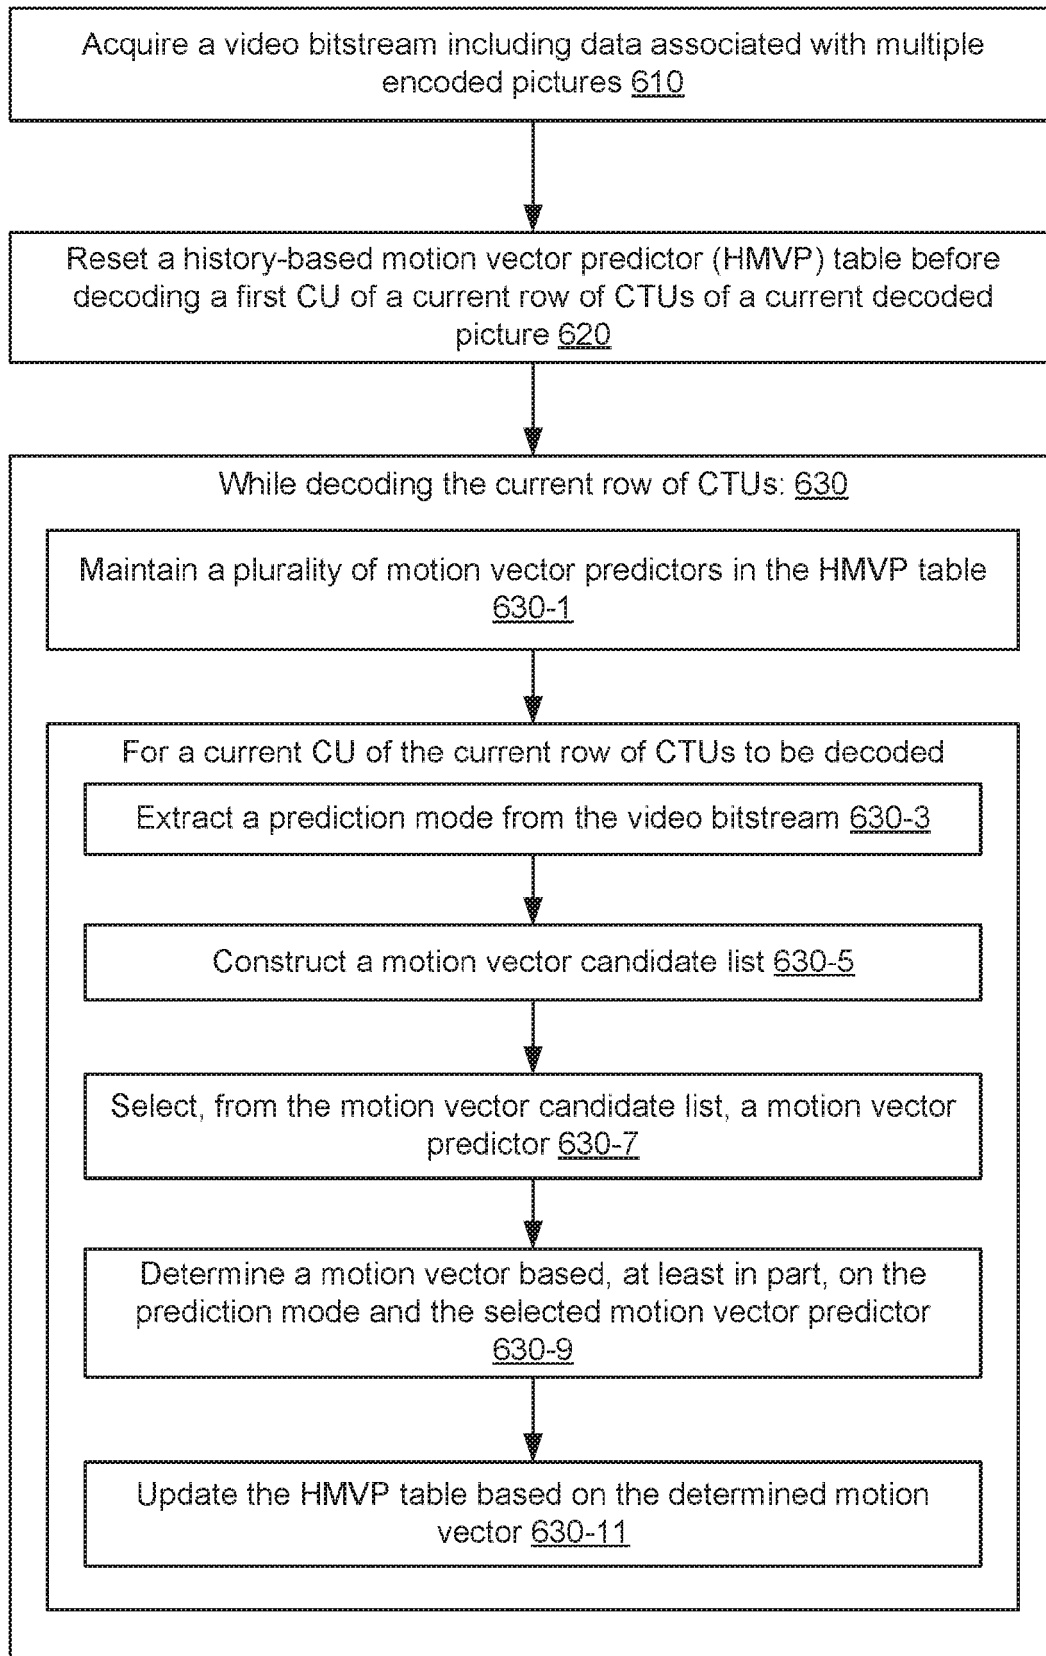 Acquire a video bitstream including data associated with multiple
encoded pictures 610
Reset a history-based motion vector predictor (HMVP) table before
decoding a first CU of a current row of CTUs of a current decoded
picture 620
While decoding the current row of CTUs: 630
Maintain a plurality of motion vector predictors in the HMVP table
630-1
For a current CU of the current row of CTUs to be decoded
Extract a prediction mode from the video bitstream 630-3
Construct a motion vector candidate list 630-5
Select, from the motion vector candidate list, a motion vector
predictor 630-7
Determine a motion vector based, at least in part, on the
prediction mode and the selected motion vector predictor
630-9
Update the HMVP table based on the determined motion
vector 630-11